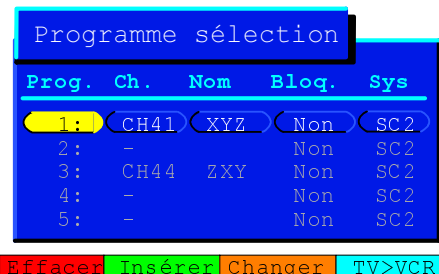 Programme sélection
Prog. Ch. Nom Bloq. Sys
1: CH41 XYZ Non SC2
2: - Non SC2
3: CH44 ZXY Non SC2
4: - Non SC2
5: - Non SC2
Effacer Insérer Changer TV>VCR